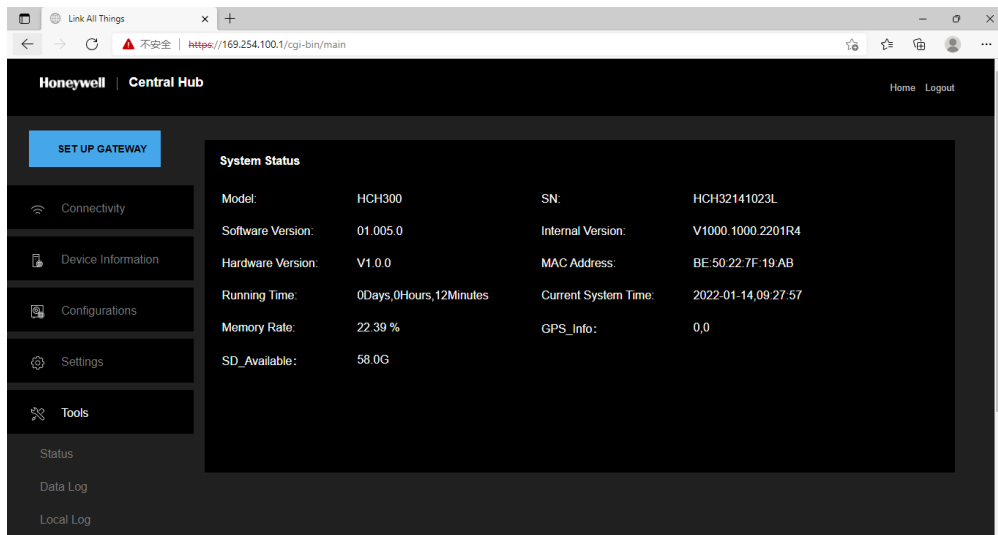 Link All Things
不安全 | https://169.254.100.1/cgi-bin/main
Honeywell | Central Hub
Home Logout
SET UP GATEWAY
Connectivity
Device Information
Configurations
Settings
Tools
Status
Data Log
Local Log
System Status
Model: HCH300 SN: HCH32141023L
Software Version: 01.005.0 Internal Version: V1000.1000.2201R4
Hardware Version: V1.0.0 MAC Address: BE:50:22:7F:19:AB
Running Time: 0Days,0Hours,12Minutes Current System Time: 2022-01-14,09:27:57
Memory Rate: 22.39 % GPS_Info: 0,0
SD_Available: 58.0G